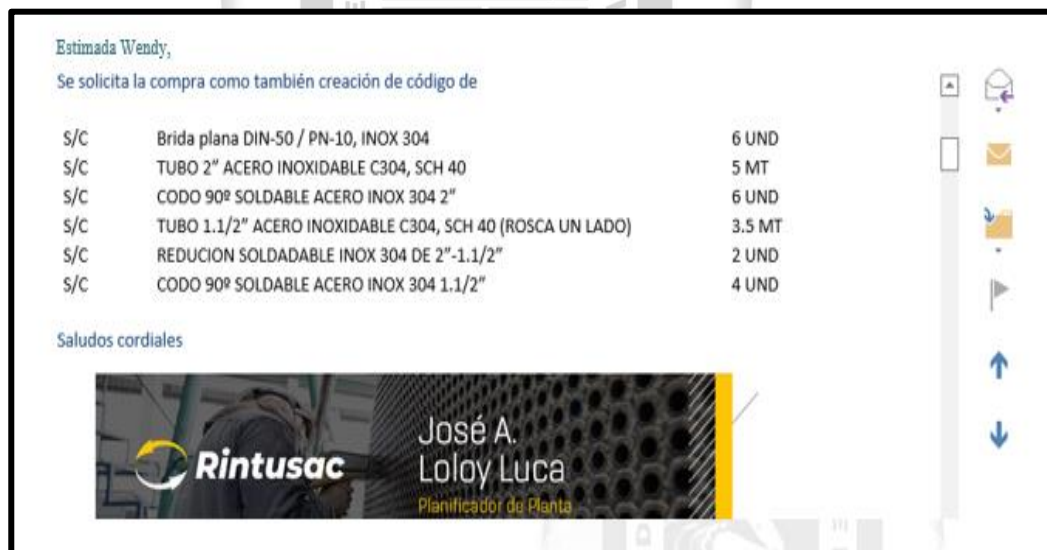 Estimada Wendy,
Se solicita la compra como también creación de código de
S/C Brida plana DIN-50 / PN-10, INOX 304 6 UND
S/C TUBO 2" ACERO INOXIDABLE C304, SCH 40 5 MT
S/C CODO 90º SOLDABLE ACERO INOX 304 2" 6 UND
S/C TUBO 1.1/2" ACERO INOXIDABLE C304, SCH 40 (ROSCA UN LADO) 3.5 MT
S/C REDUCION SOLDADABLE INOX 304 DE 2"-1.1/2" 2 UND
S/C CODO 90º SOLDABLE ACERO INOX 304 1.1/2" 4 UND
Saludos cordiales
Rintusac
José A.
Loloy Luca
Planificador de Planta